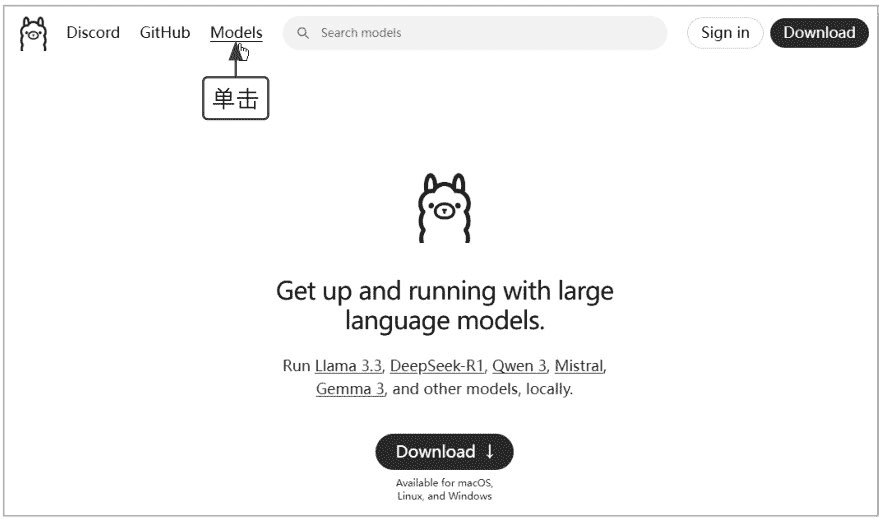 Discord GitHub Models Search models Sign in Download
单击
Get up and running with large
language models.
Run Llama 3.3, DeepSeek-R1, Qwen 3, Mistral,
Gemma 3, and other models, locally.
Download ↓
Available for macOS,
Linux, and Windows